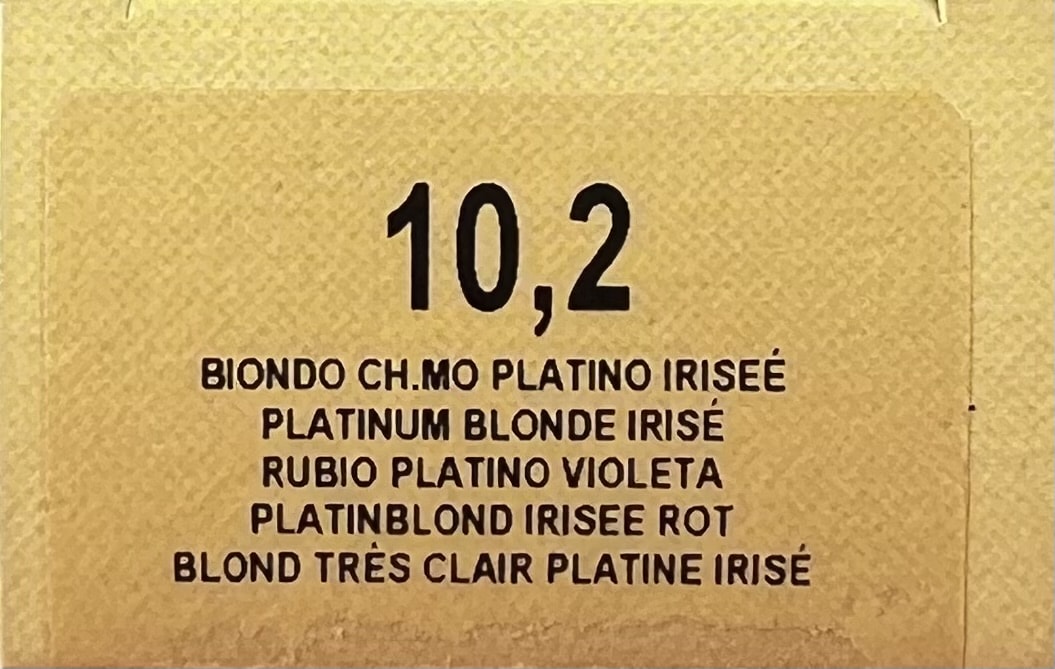 10,2
BIONDO CH.MO PLATINO IRISEÉ
PLATINUM BLONDE IRISÉ
RUBIO PLATINO VIOLETA
PLATINBLOND IRISEE ROT
BLOND TRÊS CLAIR PLATINE IRISÉ